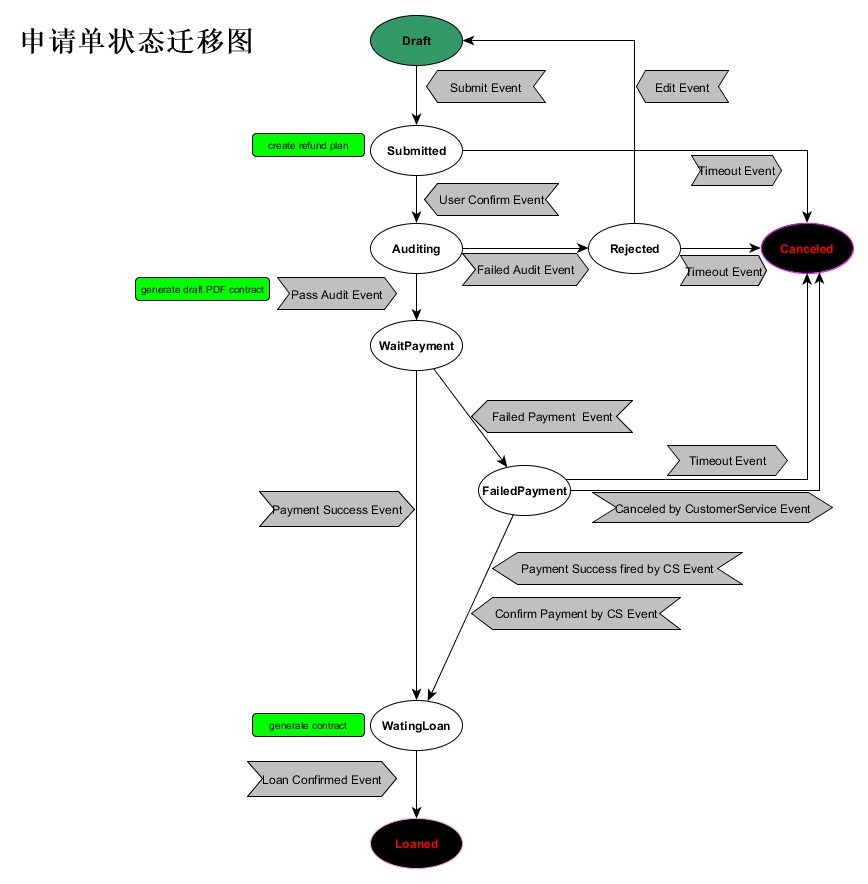 申请单状态迁移图
Draft
Submit Event
Edit Event
create refund plan
Submitted
Timeout Event
User Confirm Event
Auditing
Rejected
Canceled
Failed Audit Event
Timeout Event
generate draft PDF contract
Pass Audit Event
WaitPayment
Failed Payment  Event
Timeout Event
FailedPayment
Payment Success Event
Canceled by CustomerService Event
Payment Success fired by CS Event
Confirm Payment by CS Event
generate contract
WatingLoan
Loan Confirmed Event
Loaned